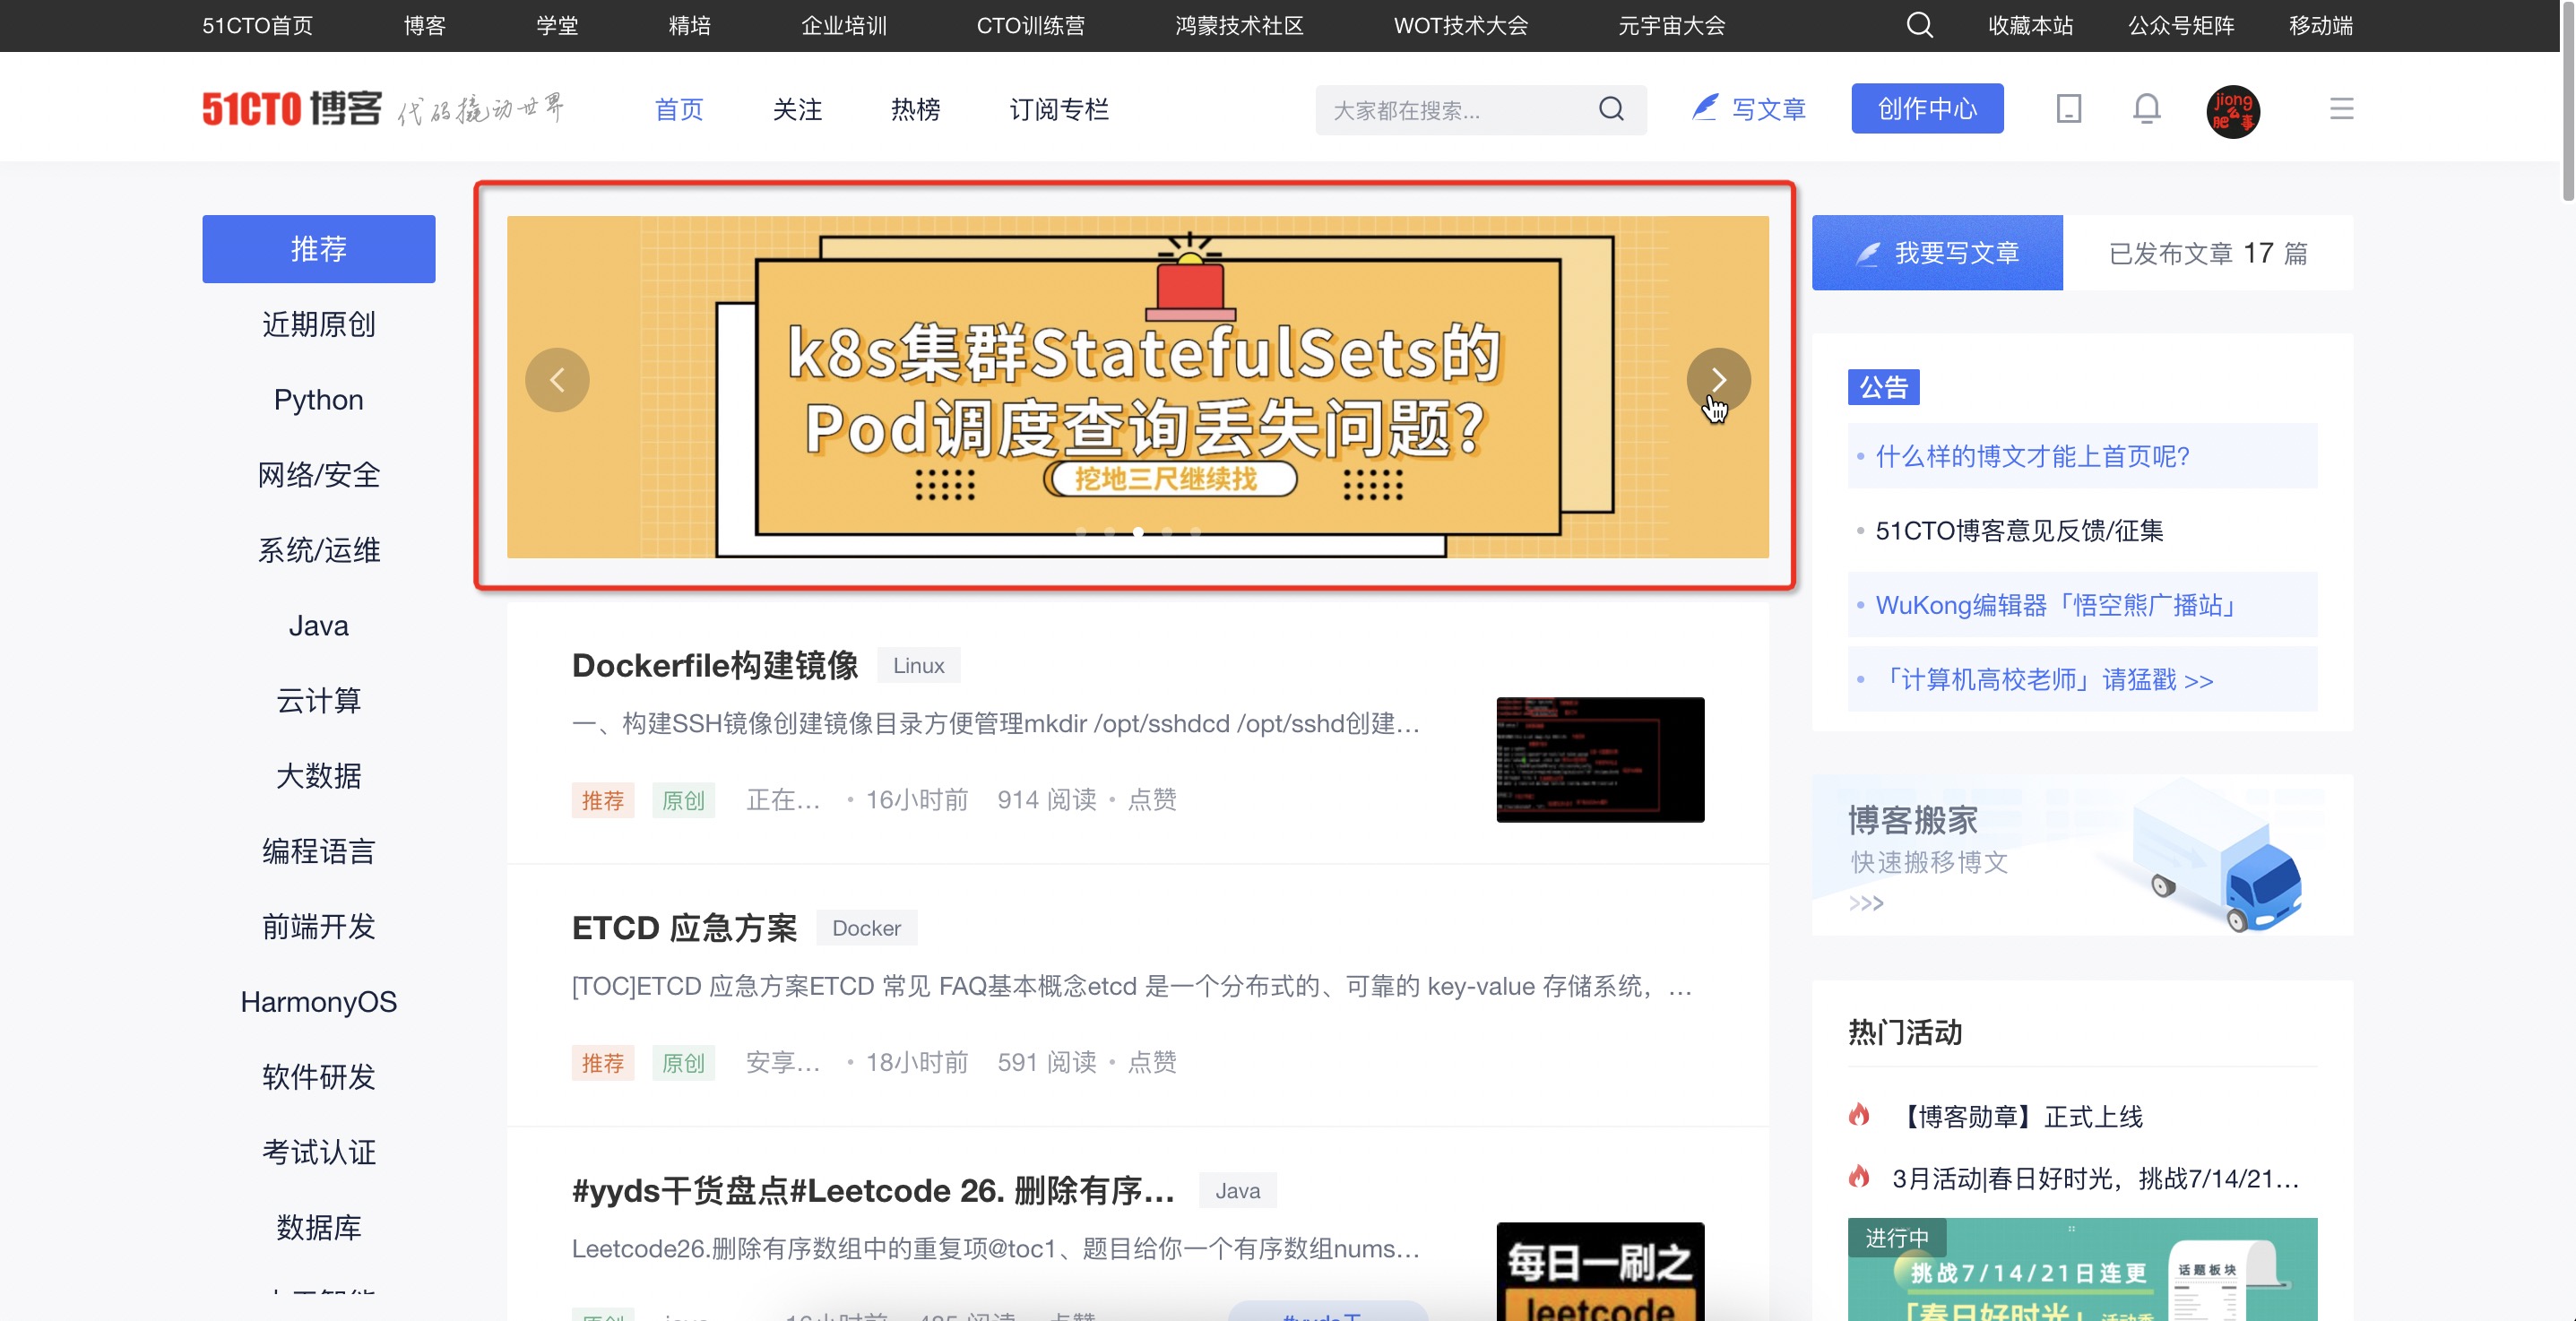 51CTO首页 博客 学堂 精培 企业培训 CTO训练营 鸿蒙技术社区 WOT技术大会 元宇宙大会 收藏本站 公众号矩阵 移动端
51CTO 博客 代码撬动世界 首页 关注 热榜 订阅专栏 大家都在搜索... 写文章 创作中心 jiong么肥事
推荐
近期原创
Python
网络/安全
系统/运维
Java
云计算
大数据
编程语言
前端开发
HarmonyOS
软件研发
考试认证
数据库
k8s集群StatefulSets的
Pod调度查询丢失问题?
挖地三尺继续找
Dockerfile构建镜像 Linux
一、构建SSH镜像创建镜像目录方便管理mkdir /opt/sshdcd /opt/sshd创建...
推荐 原创 正在... • 16小时前 914 阅读 • 点赞
ETCD 应急方案 Docker
[TOC]ETCD 应急方案ETCD 常见 FAQ基本概念etcd 是一个分布式的、可靠的 key-value 存储系统，...
推荐 原创 安享... • 18小时前 591 阅读 • 点赞
#yyds干货盘点#Leetcode 26. 删除有序... Java
Leetcode26.删除有序数组中的重复项@toc1、题目给你一个有序数组nums...
每日一刷之
leetcode
我要写文章 已发布文章 17 篇
公告
• 什么样的博文才能上首页呢?
• 51CTO博客意见反馈/征集
• WuKong编辑器「悟空熊广播站」
• 「计算机高校老师」请猛戳 >>
博客搬家
快速搬移博文
>>>
热门活动
【博客勋章】正式上线
3月活动|春日好时光，挑战7/14/21...
进行中
挑战7/14/21日连更
话题板块
「春日好时光」